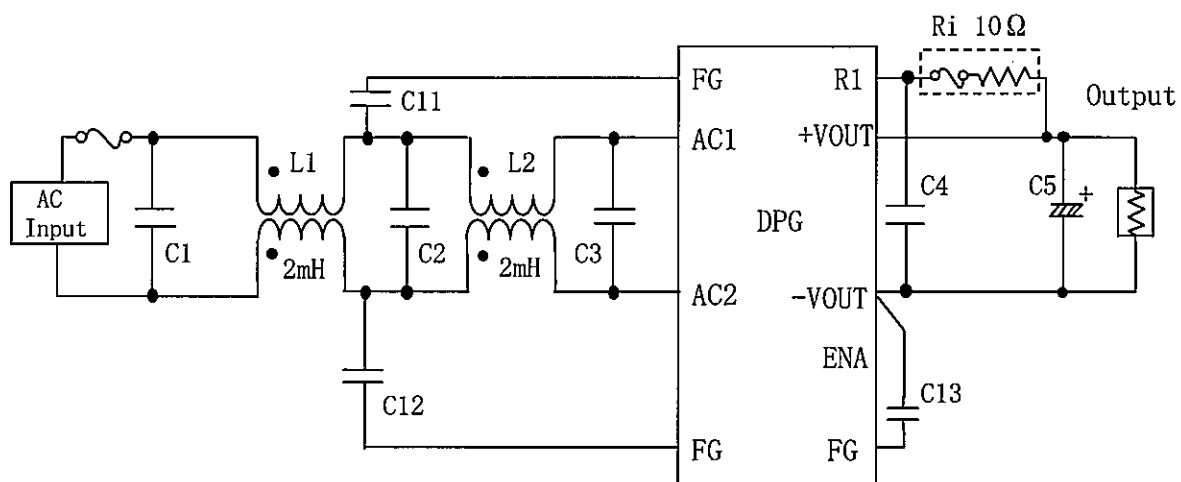 Ri 10Ω
FG
R1
Output
C11
AC1
+VOUT
L1
L2
AC
Input
C1
C2
C3
DPG
C4
C5
+
2mH
2mH
AC2
-VOUT
ENA
C12
C13
FG
FG